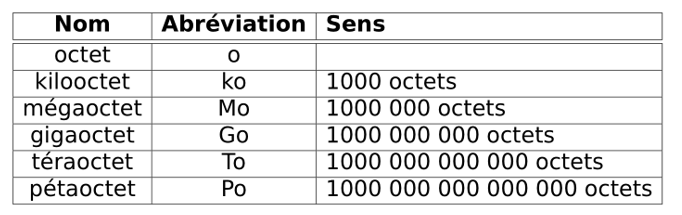 Nom Abréviation Sens
octet o
kilooctet ko 1000 octets
mégaoctet Mo 1000 000 octets
gigaoctet Go 1000 000 000 octets
téraoctet To 1000 000 000 000 octets
pétaoctet Po 1000 000 000 000 000 octets